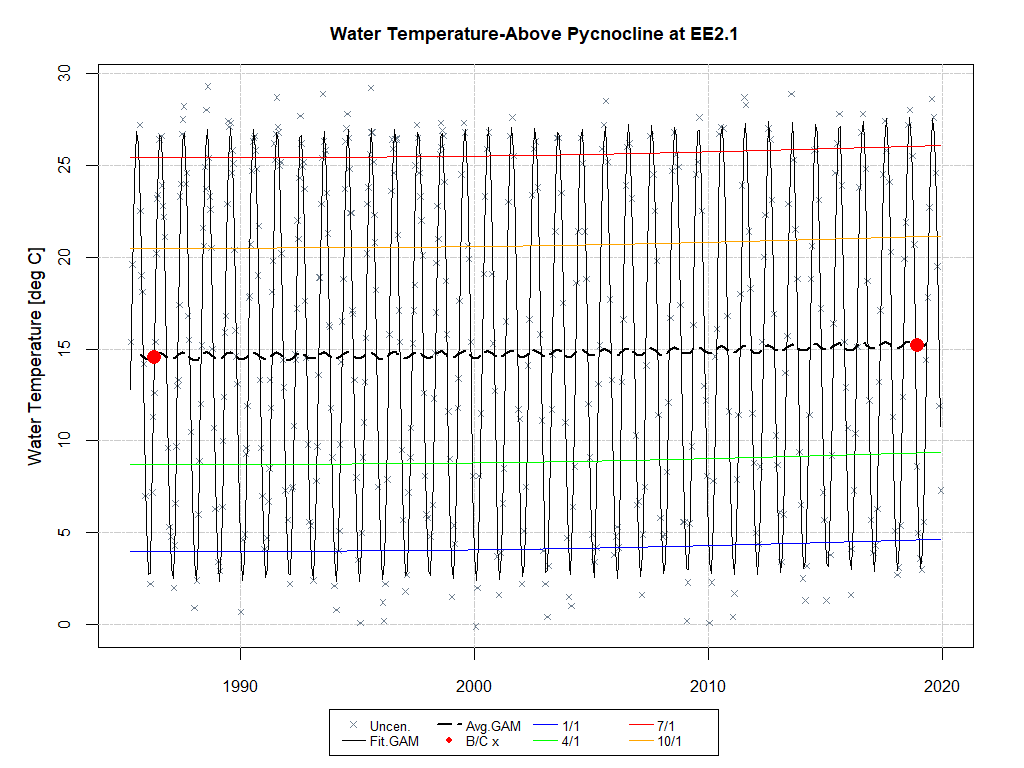 Water Temperature-Above Pycnocline at EE2.1
Water Temperature [deg C]
30
25
20
15
10
5
0
1990 2000 2010 2020
Uncen. Avg.GAM 1/1 7/1
Fit.GAM B/C x 4/1 10/1